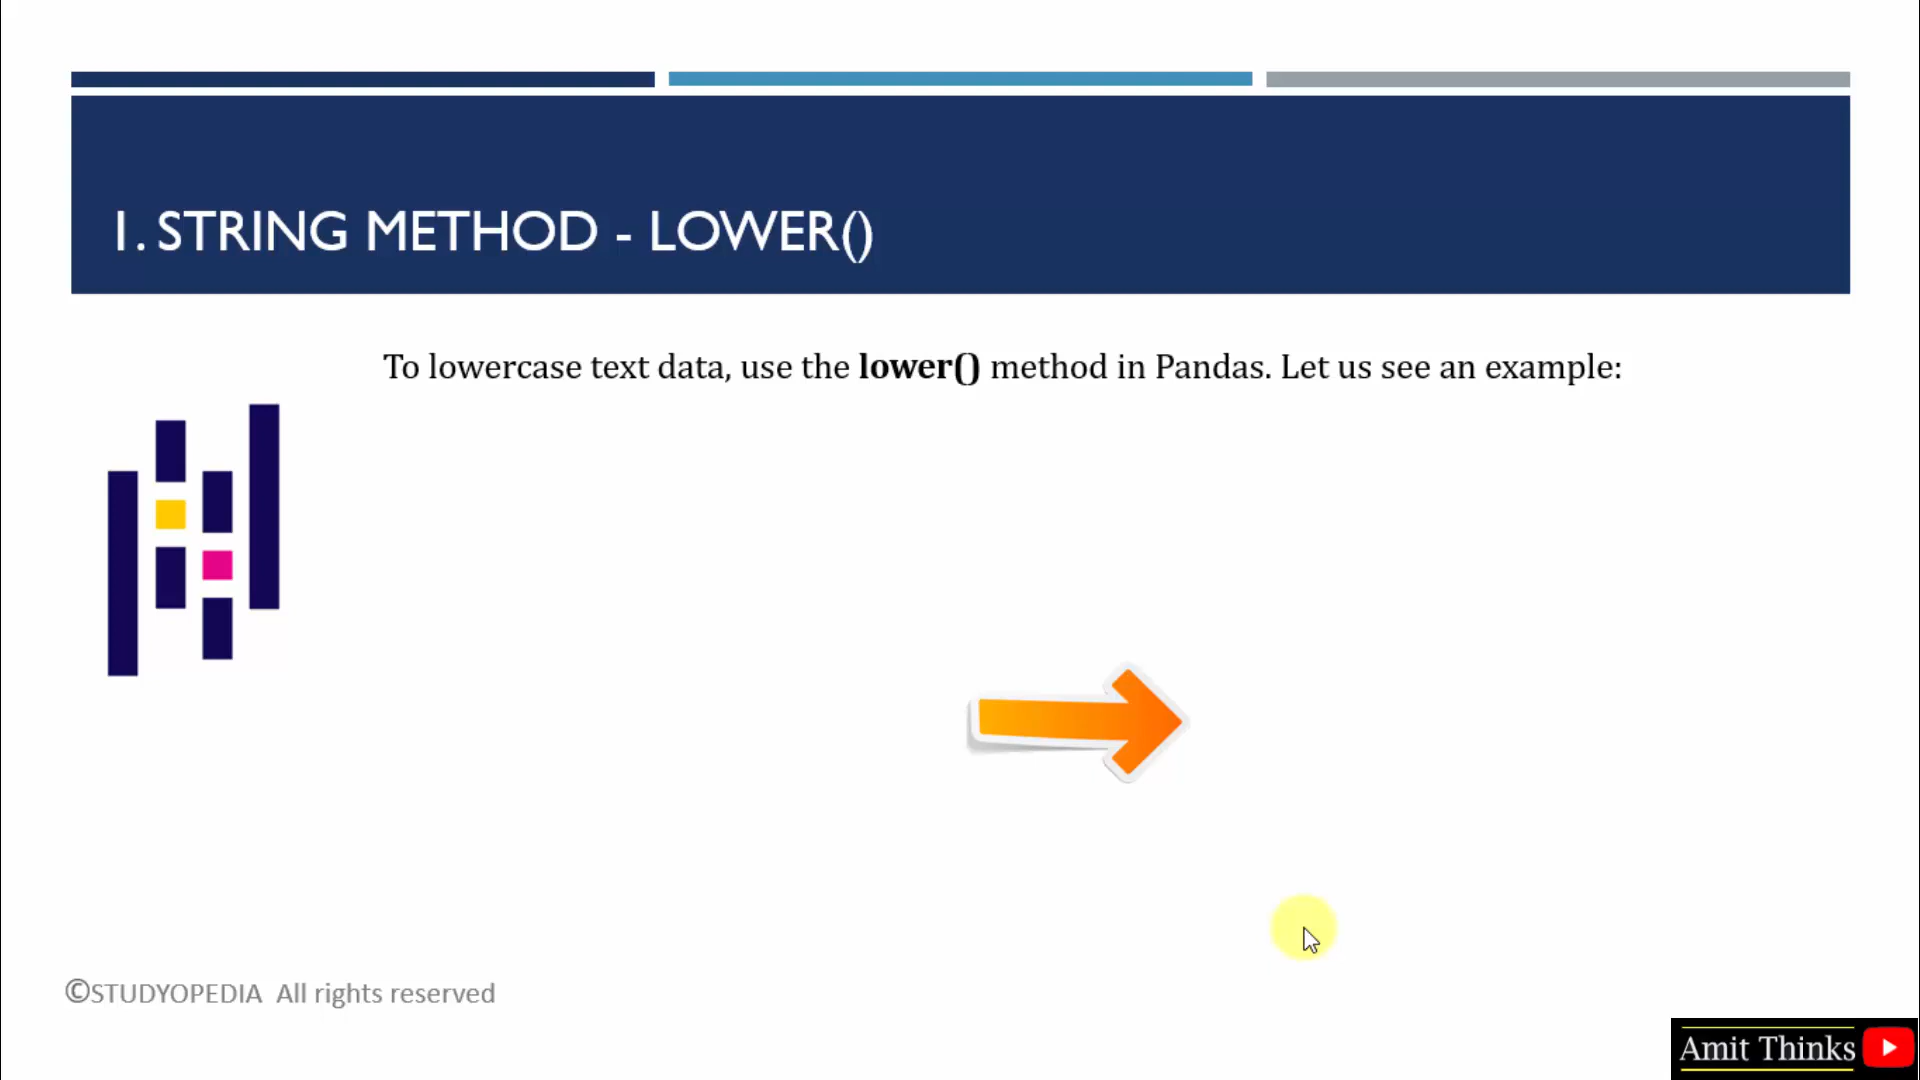 1. STRING METHOD - LOWER()
To lowercase text data, use the lower() method in Pandas. Let us see an example:
©STUDYOPEDIA All rights reserved
Amit Thinks